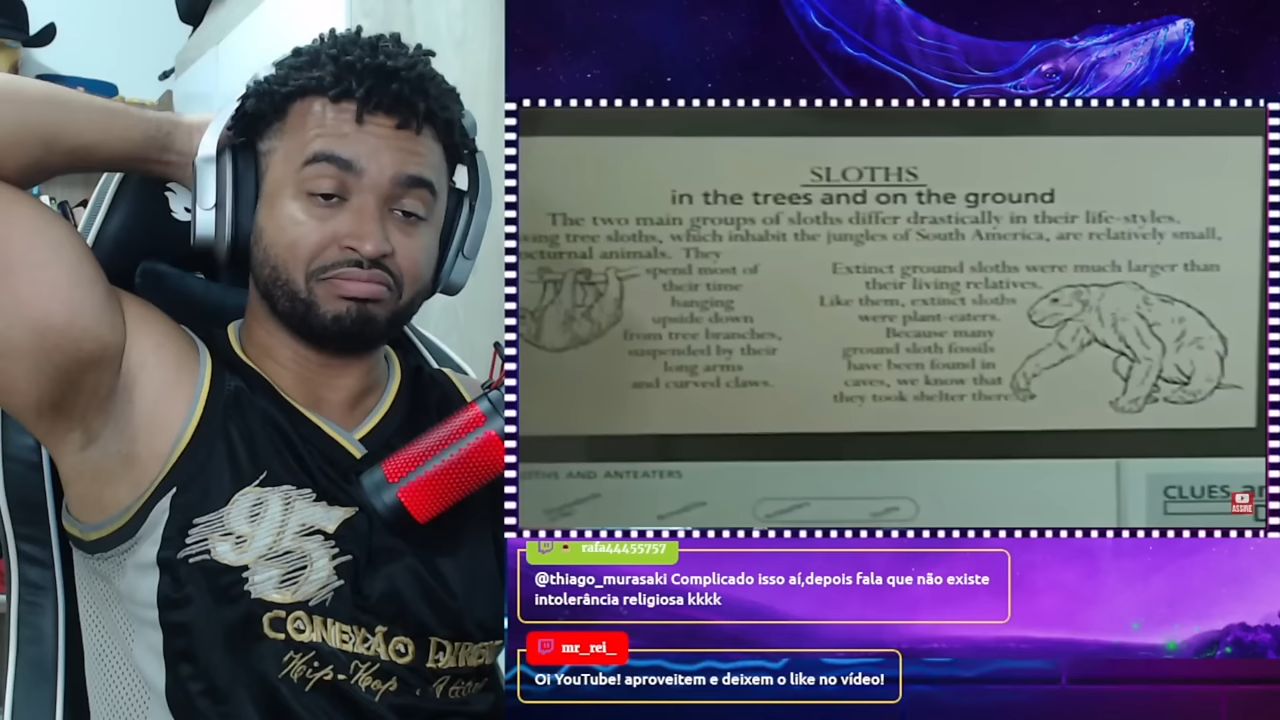 SLOTHS
in the trees and on the ground
The two main groups of sloths differ drastically in their life-styles.
tree sloths, which inhabit the jungles of South America, are relatively small,
animals. They
spend most of
their time
hanging
upside down
from tree branches,
suspended by their
long arms
and curved claws.
Extinct ground sloths were much larger than
their living relatives.
Like them, extinct sloths
were plant-eaters.
Because many
ground sloth fossils
have been found in
caves, we know that
they took shelter there
AND ANTEATERS
CLUES
ASSIRE
95
CONEXÃO
Hip-Hop
rafa44455757
@thiago_murasaki Complicado isso aí,depois fala que não existe
intolerância religiosa kkkk
mr_rei_
Oi YouTube! aproveitem e deixem o like no vídeo!